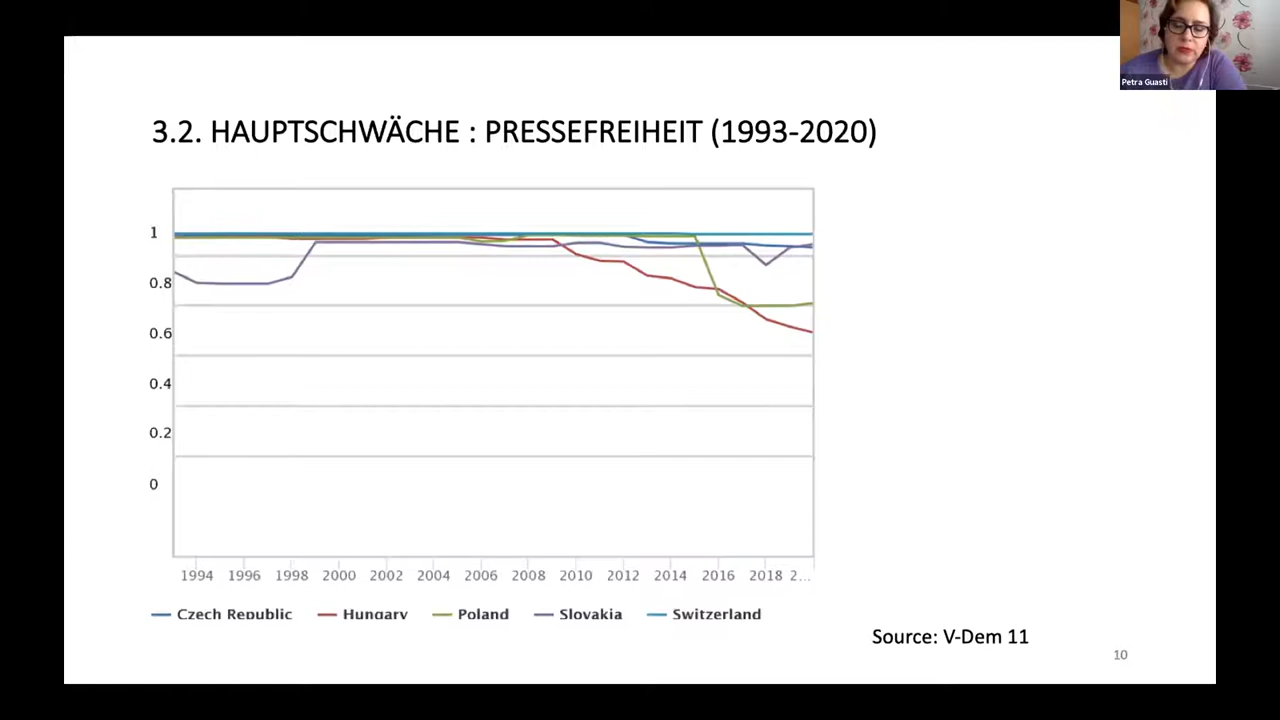 Petra Guasti
3.2. HAUPTSCHWÄCHE : PRESSEFREIHEIT (1993-2020)
1
0.8
0.6
0.4
0.2
0
1994 1996 1998 2000 2002 2004 2006 2008 2010 2012 2014 2016 2018 2...
Czech Republic Hungary Poland Slovakia Switzerland
Source: V-Dem 11
10